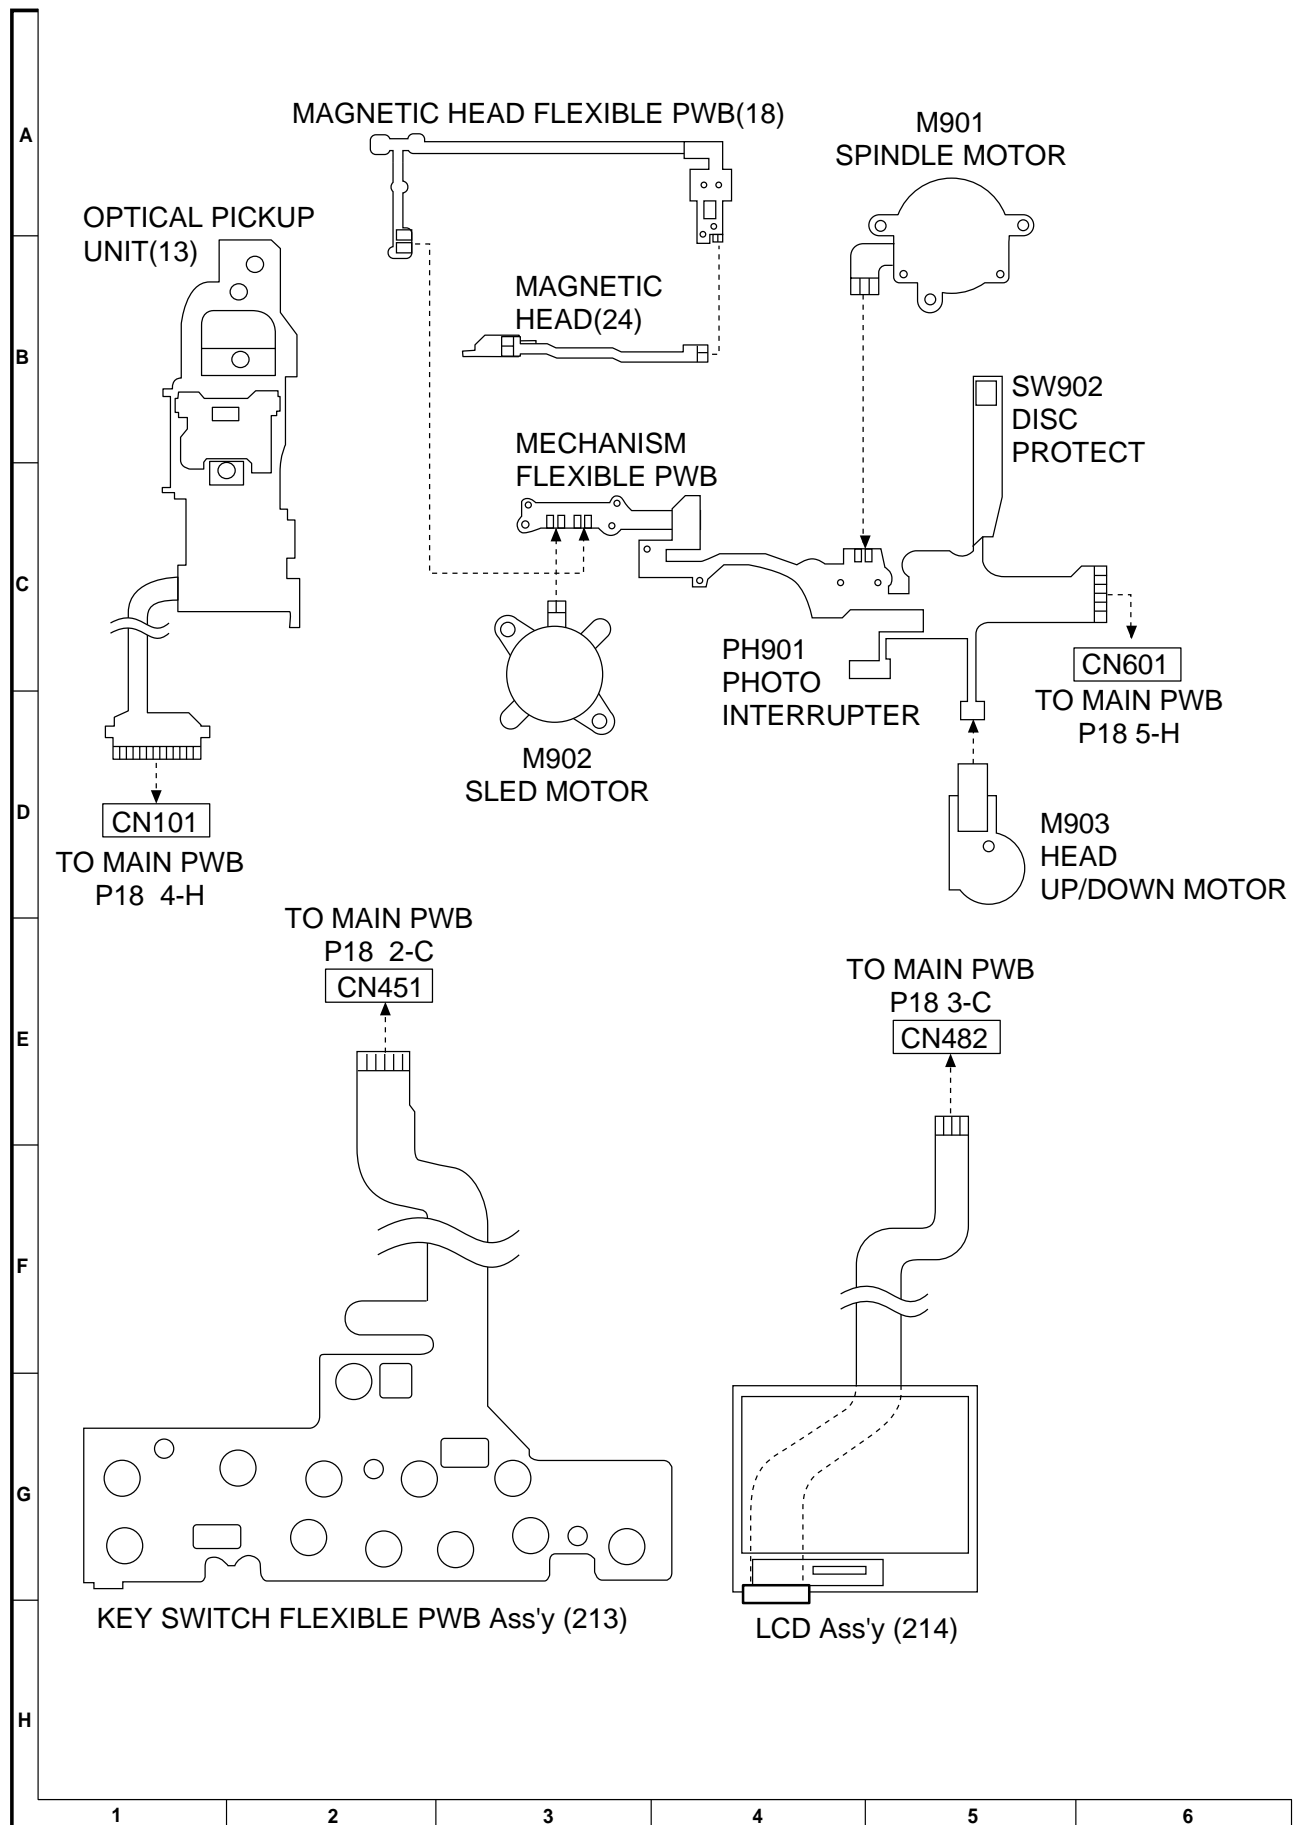 A
B
C
D
E
F
G
H
MAGNETIC HEAD FLEXIBLE PWB(18)
M901
SPINDLE MOTOR
OPTICAL PICKUP
UNIT(13)
MAGNETIC
HEAD(24)
SW902
DISC
PROTECT
MECHANISM
FLEXIBLE PWB
PH901
PHOTO
INTERRUPTER
CN601
TO MAIN PWB
P18 5-H
M902
SLED MOTOR
CN101
TO MAIN PWB
P18 4-H
M903
HEAD
UP/DOWN MOTOR
TO MAIN PWB
P18 2-C
CN451
TO MAIN PWB
P18 3-C
CN482
KEY SWITCH FLEXIBLE PWB Ass'y (213)
LCD Ass'y (214)
1 2 3 4 5 6